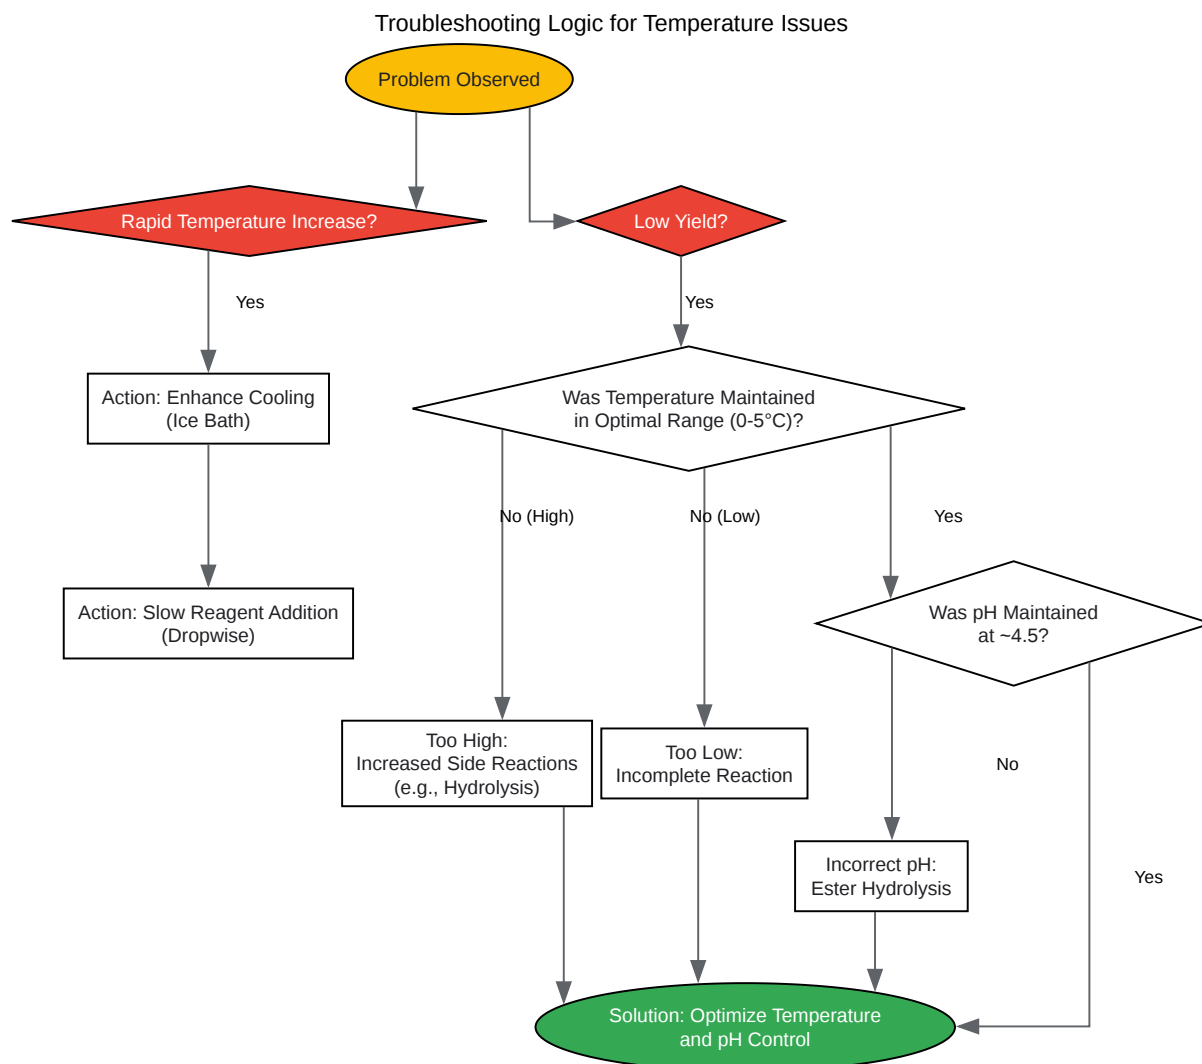 Troubleshooting Logic for Temperature Issues
Problem Observed
Rapid Temperature Increase?
Low Yield?
Yes
Yes
Action: Enhance Cooling
(Ice Bath)
Was Temperature Maintained
in Optimal Range (0-5°C)?
No (High)
No (Low)
Yes
Action: Slow Reagent Addition
(Dropwise)
Was pH Maintained
at ~4.5?
Too High:
Increased Side Reactions
(e.g., Hydrolysis)
Too Low:
Incomplete Reaction
No
Incorrect pH:
Ester Hydrolysis
Yes
Solution: Optimize Temperature
and pH Control